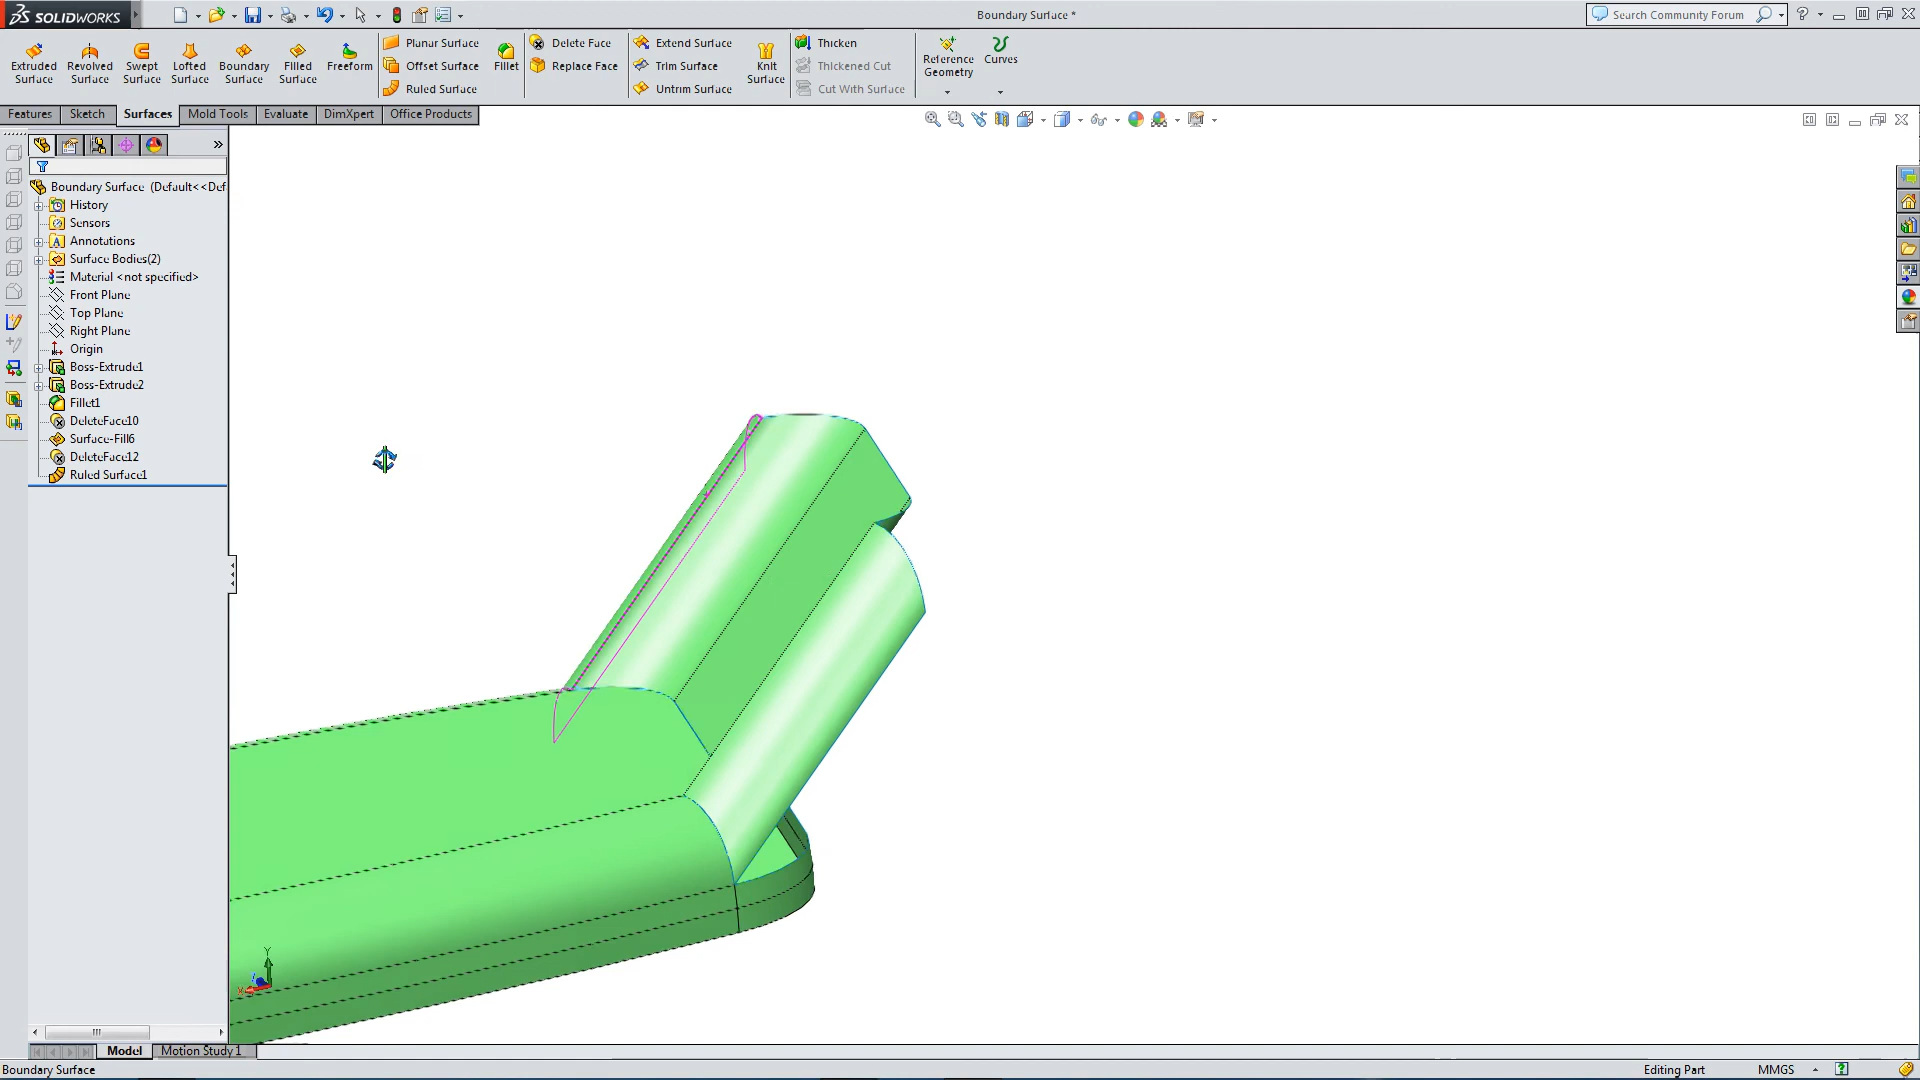 SOLIDWORKS
Boundary Surface *
Search Community Forum
Extruded Surface
Revolved Surface
Swept Surface
Lofted Surface
Boundary Surface
Filled Surface
Freeform
Planar Surface
Offset Surface
Ruled Surface
Fillet
Delete Face
Replace Face
Extend Surface
Trim Surface
Untrim Surface
Knit Surface
Thicken
Thickened Cut
Cut With Surface
Reference Geometry
Curves
Features
Sketch
Surfaces
Mold Tools
Evaluate
DimXpert
Office Products
Boundary Surface (Default<<Def
History
Sensors
Annotations
Surface Bodies(2)
Material <not specified>
Front Plane
Top Plane
Right Plane
Origin
Boss-Extrude1
Boss-Extrude2
Fillet1
DeleteFace10
Surface-Fill6
DeleteFace12
Ruled Surface1
Y
Model
Motion Study 1
Boundary Surface
Editing Part
MMGS